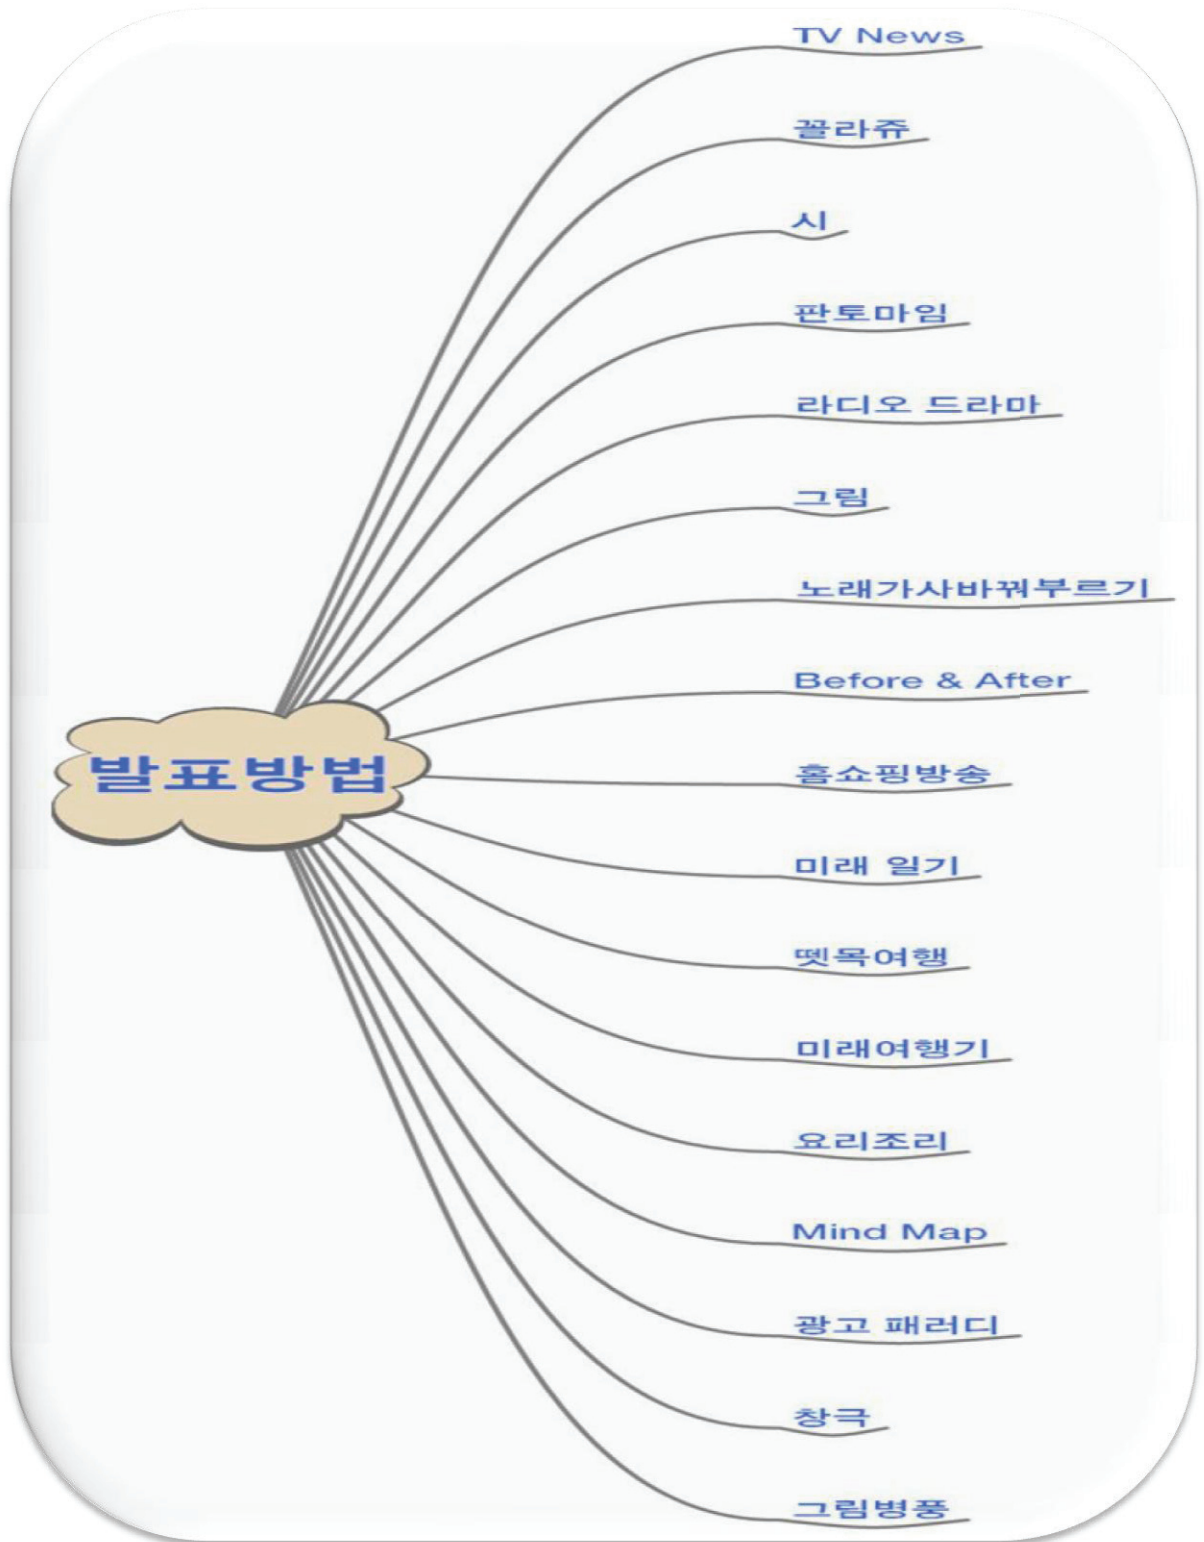 TV News
꼴라쥬
시
판토마임
라디오 드라마
그림
노래가사바꿔부르기
Before & After
발표방법
홈쇼핑방송
미래 일기
뗏목여행
미래여행기
요리조리
Mind Map
광고 패러디
창극
그림병풍